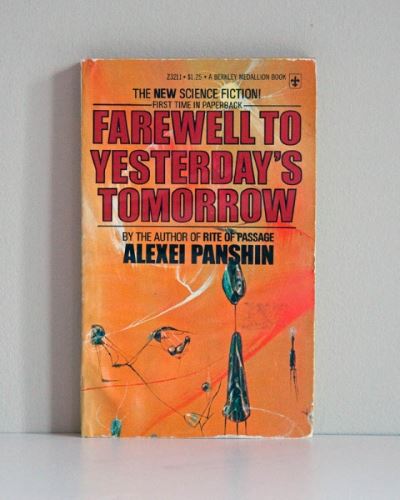 Z3211 • $1.25 • A BERKLEY MEDALLION BOOK
THE NEW SCIENCE FICTION!
FIRST TIME IN PAPERBACK
FAREWELL TO
YESTERDAY'S
TOMORROW
BY THE AUTHOR OF RITE OF PASSAGE
ALEXEI PANSHIN